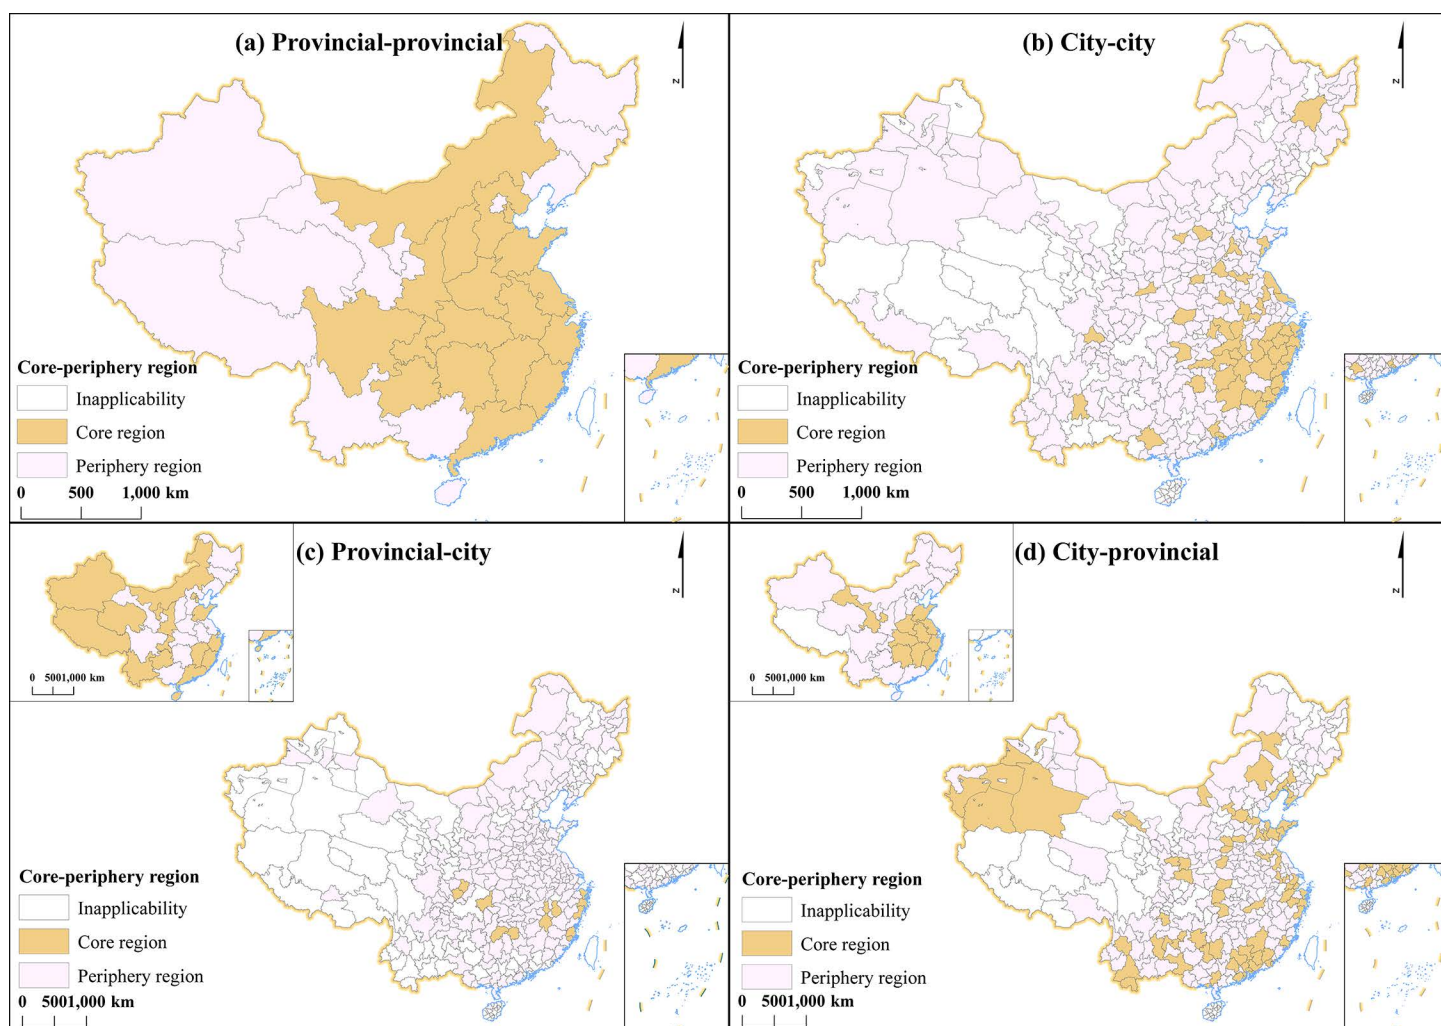 (a) Provincial-provincial
N
Core-periphery region
Inapplicability
Core region
Periphery region
0 500 1,000 km
(b) City-city
N
Core-periphery region
Inapplicability
Core region
Periphery region
0 500 1,000 km
(c) Provincial-city
N
0 5001,000 km
Core-periphery region
Inapplicability
Core region
Periphery region
0 5001,000 km
(d) City-provincial
N
0 5001,000 km
Core-periphery region
Inapplicability
Core region
Periphery region
0 5001,000 km